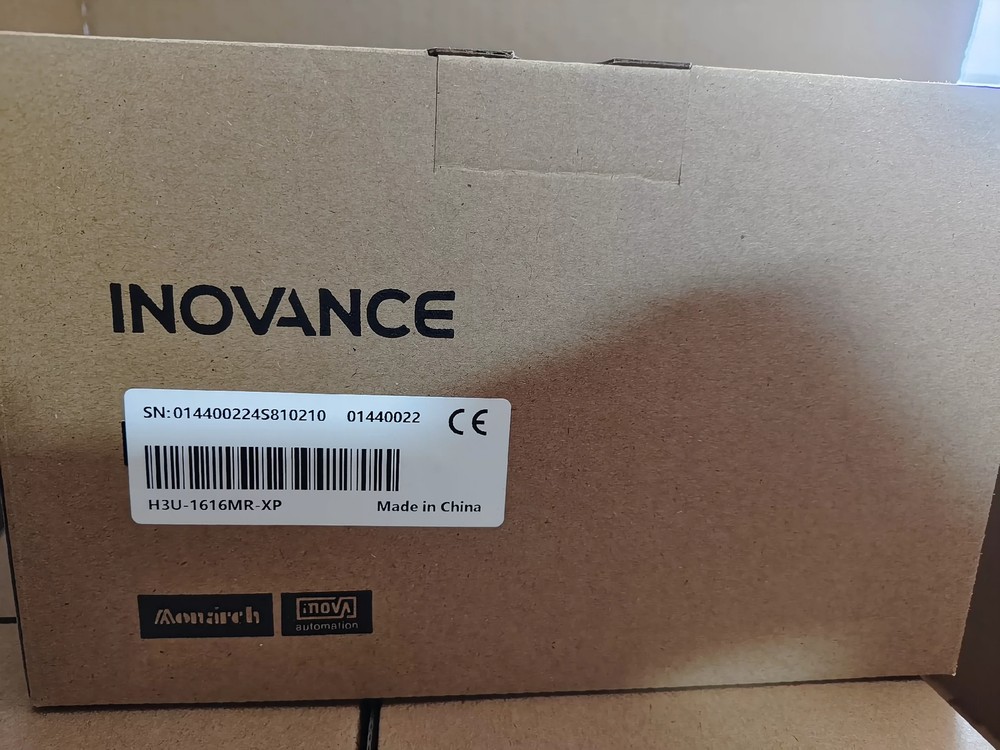 INOVANCE
SN:014400224S810210 01440022 CE
H3U-1616MR-XP Made in China
Monarch
inovA
automation